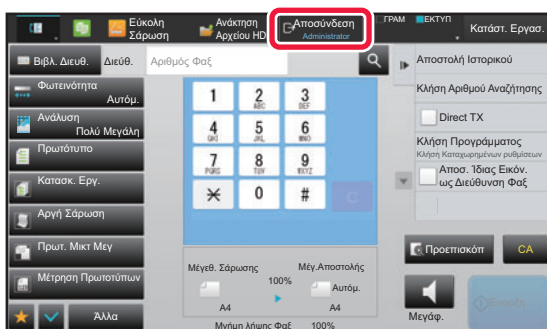 Εύκολη
Σάρωση
Ανάκτηση
Αρχείου HD
Αποσύνδεση
Administrator
ΓΡΑΜ
ΕΚΤΥΠ
Κατάστ. Εργασ.
Βιβλ. Διευθ.
Διεύθ.
Αριθμός Φαξ
Αποστολή Ιστορικού
Φωτεινότητα
Αυτόμ.
Κλήση Αριθμού Αναζήτησης
Ανάλυση
Πολύ Μεγάλη
Direct TX
Πρωτότυπο
Κλήση Προγράμματος
Κλήση Καταχωρημένων ρυθμίσεων
Κατασκ. Εργ.
Αποσ. Ίδιας Εικόν.
ως Διεύθυνση Φαξ
Αργή Σάρωση
Πρωτ. Μικτ Μεγ
Μέτρηση Πρωτοτύπων
Άλλα
1
2 ABC
3 DEF
4 GHI
5 JKL
6 MNO
7 PQRS
8 TUV
9 WXYZ
0
#
C
Μέγεθ. Σάρωσης
Μέγ.Αποστολής
100%
Αυτόμ.
A4
A4
Μνήμη λήψης Φαξ 100%
Προεπισκόπ
CA
Μεγάφ.
Έναρξη